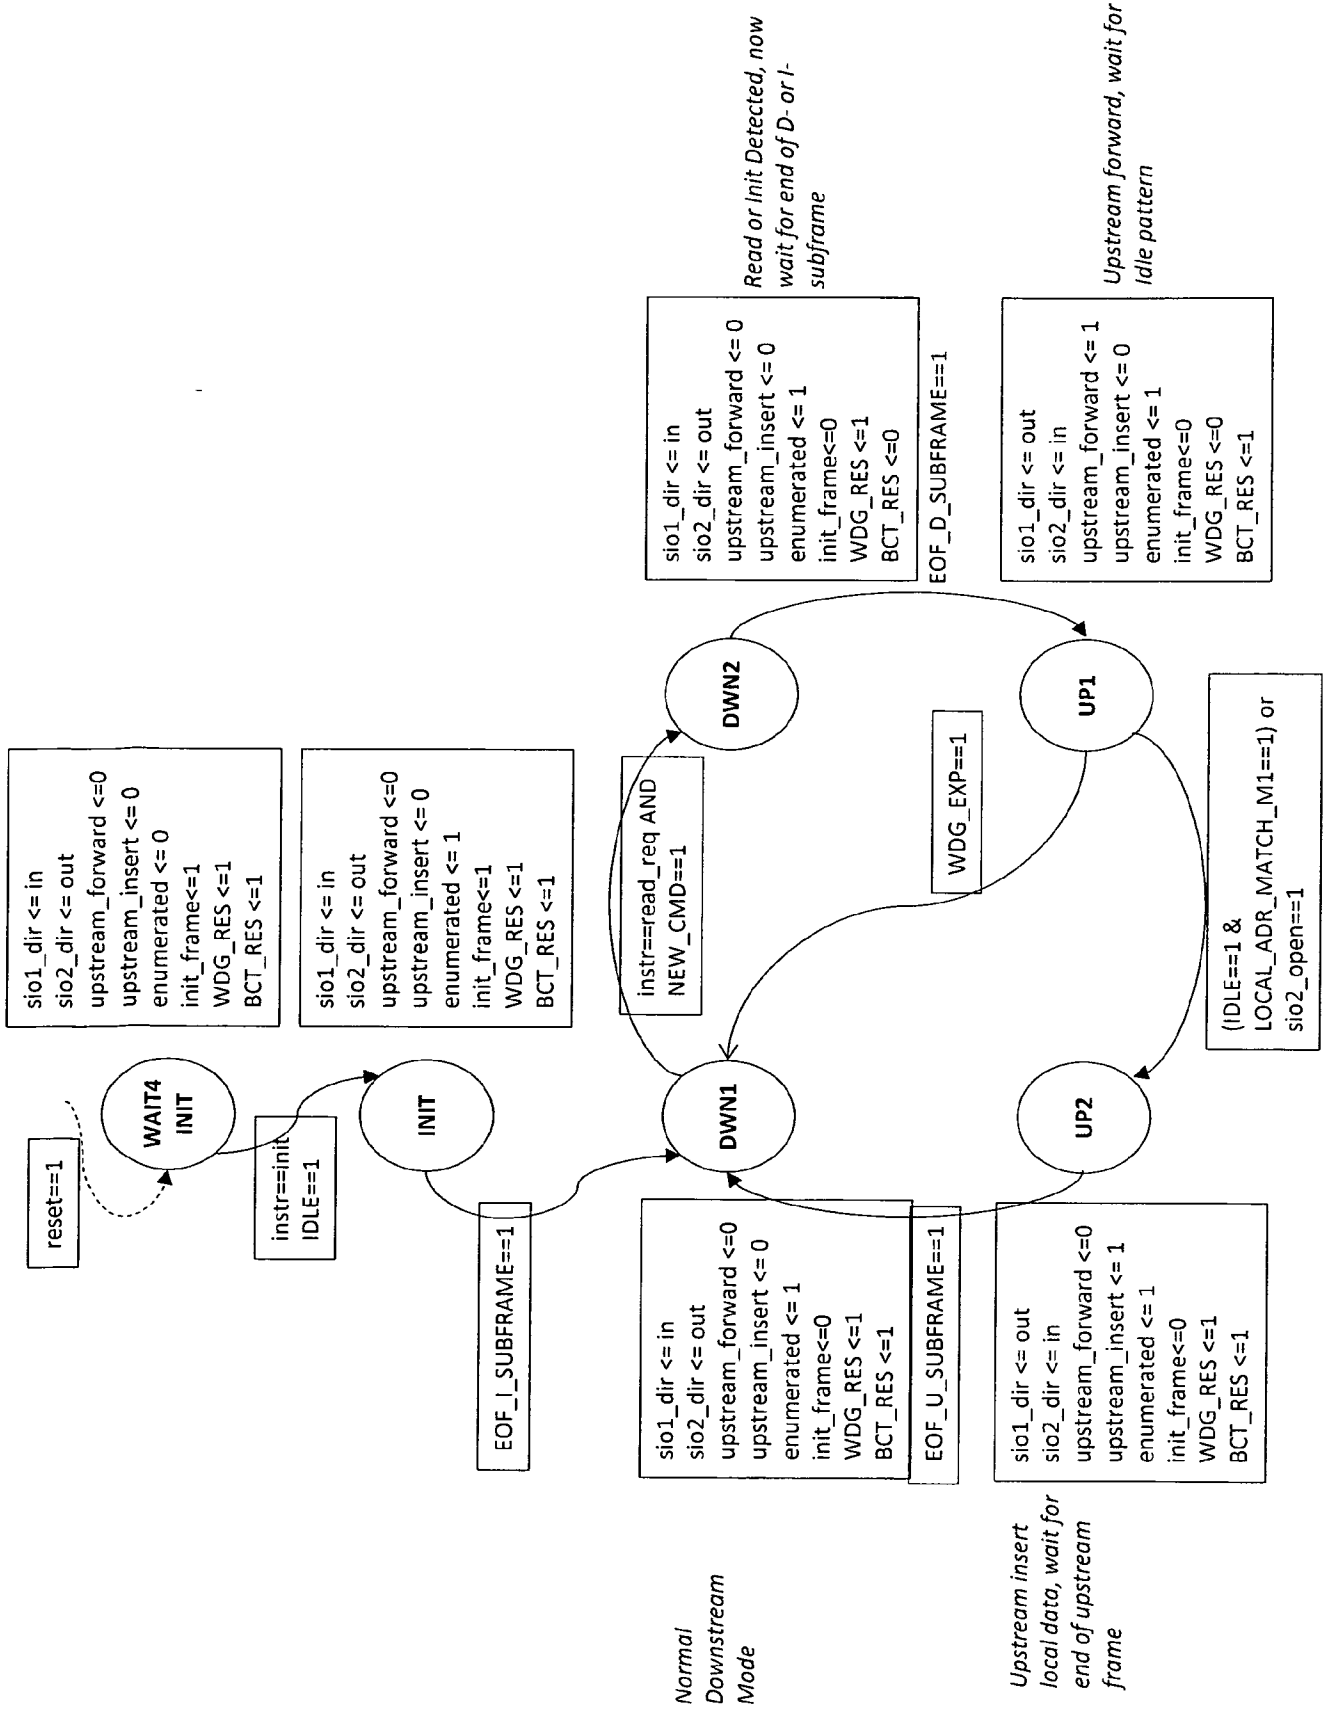 reset==1
WAIT4
INIT
sio1_dir <= in
sio2_dir <= out
upstream_forward <=0
upstream_insert <= 0
enumerated <= 0
init_frame<=1
WDG_RES <=1
BCT_RES <=1
instr==init
IDLE==1
INIT
sio1_dir <= in
sio2_dir <= out
upstream_forward <=0
upstream_insert <= 0
enumerated <= 1
init_frame<=1
WDG_RES <=1
BCT_RES <=1
EOF_I_SUBFRAME==1
Normal
Downstream
Mode
sio1_dir <= in
sio2_dir <= out
upstream_forward <=0
upstream_insert <= 0
enumerated <= 1
init_frame<=0
WDG_RES <=1
BCT_RES <=1
DWN1
instr==read_req AND
NEW_CMD==1
DWN2
sio1_dir <= in
sio2_dir <= out
upstream_forward <= 0
upstream_insert <= 0
enumerated <= 1
init_frame<=0
WDG_RES <=1
BCT_RES <=0
Read or Init Detected, now
wait for end of D- or I-
subframe
EOF_U_SUBFRAME==1
WDG_EXP==1
EOF_D_SUBFRAME==1
Upstream insert
local data, wait for
end of upstream
frame
sio1_dir <= out
sio2_dir <= in
upstream_forward <=0
upstream_insert <= 1
enumerated <= 1
init_frame<=0
WDG_RES <=1
BCT_RES <=1
UP2
UP1
sio1_dir <= out
sio2_dir <= in
upstream_forward <= 1
upstream_insert <= 0
enumerated <= 1
init_frame<=0
WDG_RES <=0
BCT_RES <=1
Upstream forward, wait for
Idle pattern
(IDLE==1 &
LOCAL_ADR_MATCH_M1==1) or
sio2_open==1